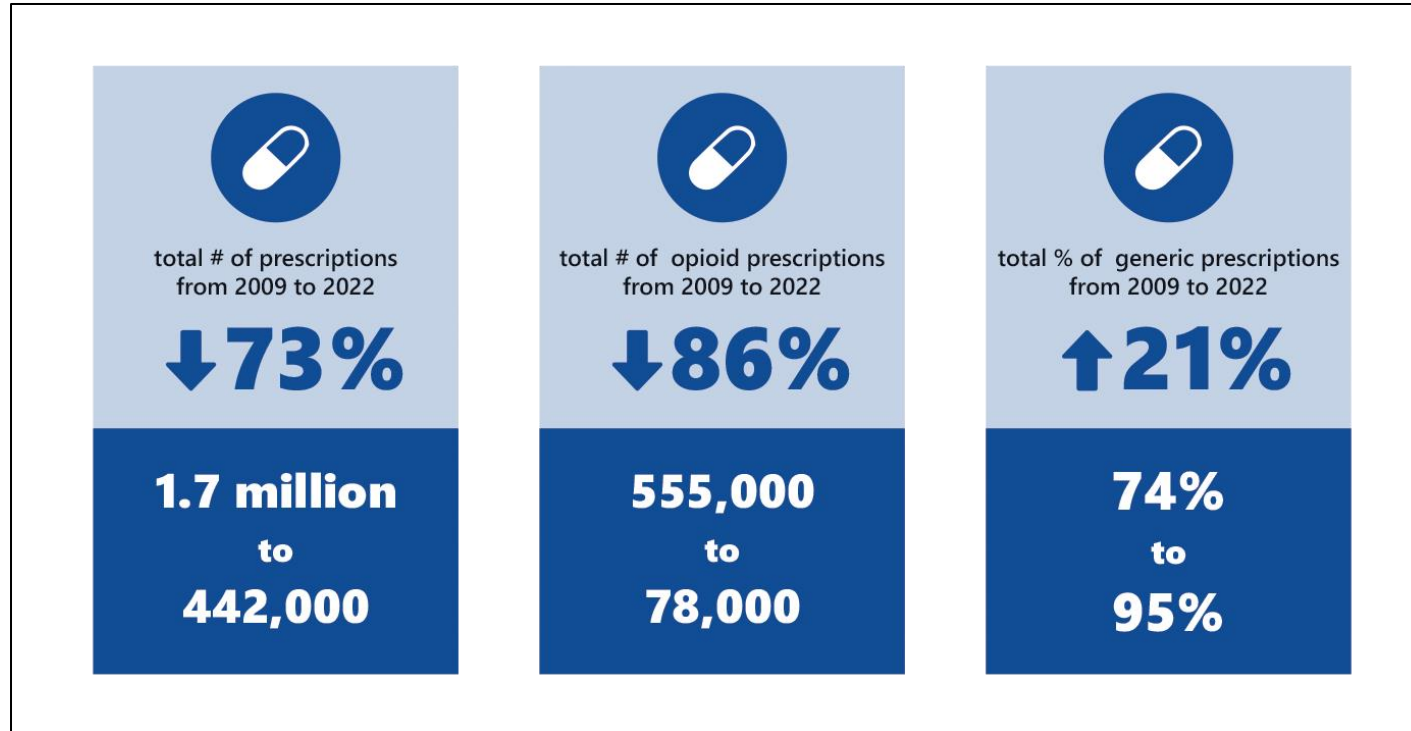 total # of prescriptions
from 2009 to 2022
↓73%
1.7 million
to
442,000
total # of opioid prescriptions
from 2009 to 2022
↓86%
555,000
to
78,000
total % of generic prescriptions
from 2009 to 2022
↑21%
74%
to
95%